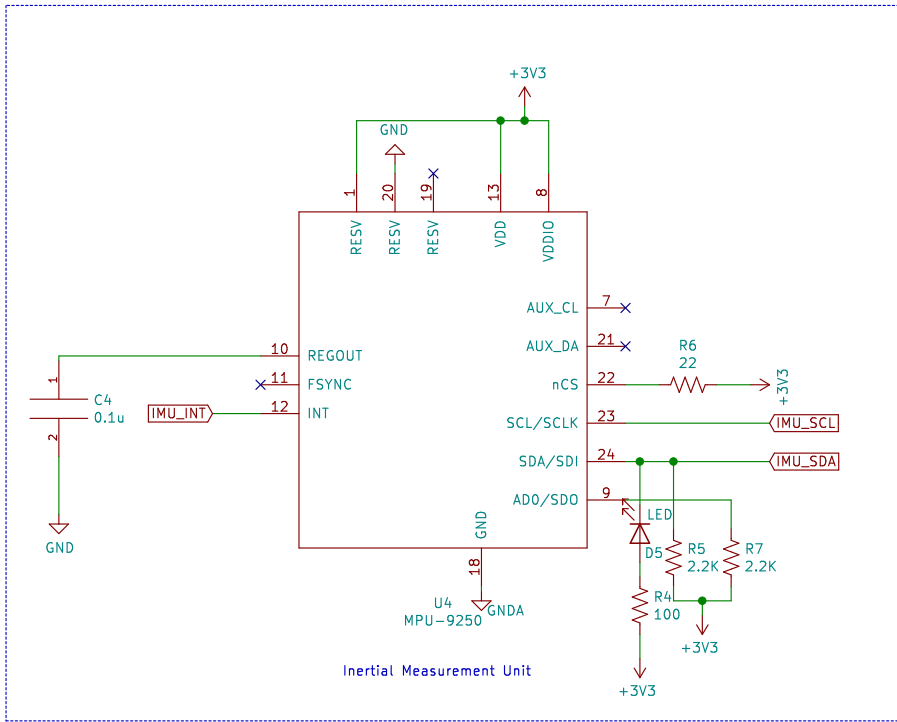 +3V3
GND
1
20
19
13
8
RESV
RESV
RESV
VDD
VDDIO
AUX_CL
7
AUX_DA
21
R6
22
nCS
22
+3V3
10
REGOUT
11
FSYNC
IMU_INT
12
INT
1
C4
0.1u
2
GND
SCL/SCLK
23
IMU_SCL
SDA/SDI
24
IMU_SDA
AD0/SDO
9
GND
18
GNDA
U4
MPU-9250
LED
D5
R5
2.2K
R7
2.2K
R4
100
+3V3
+3V3
Inertial Measurement Unit